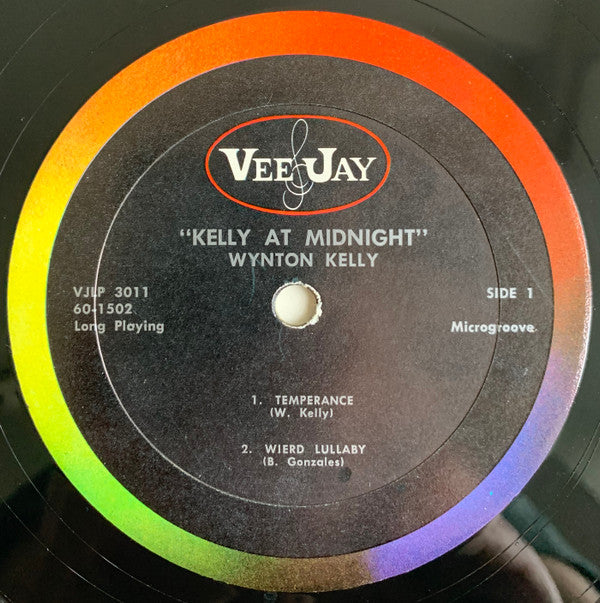 VEE JAY
"KELLY AT MIDNIGHT"
WYNTON KELLY
VJLP 3011
60-1502
Long Playing
SIDE 1
Microgroove
1. TEMPERANCE
(W. Kelly)
2. WIERD LULLABY
(B. Gonzales)